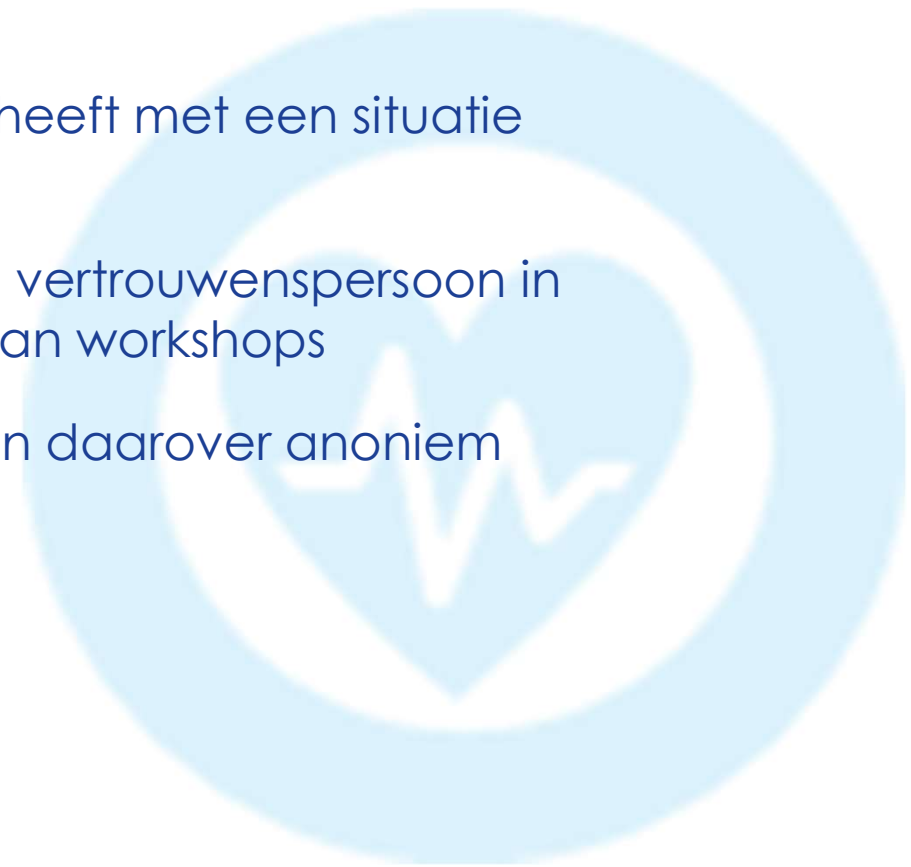 heeft met een situatie
vertrouwenspersoon in
an workshops
n daarover anoniem